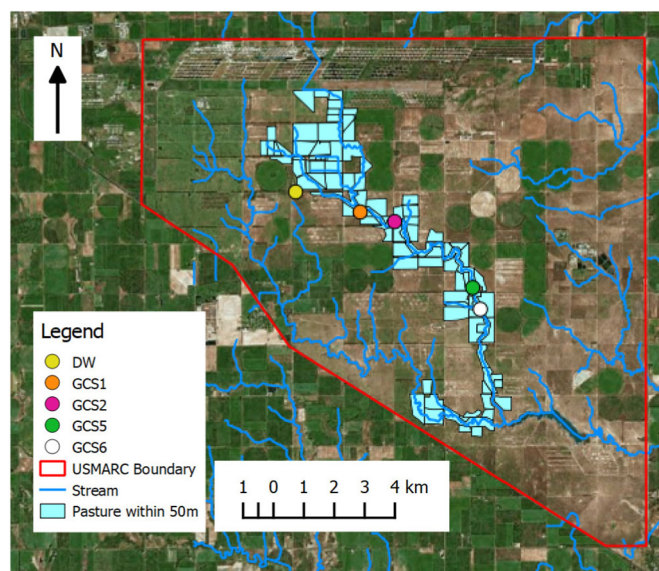 N
Legend
DW
GCS1
GCS2
GCS5
GCS6
USMARC Boundary
Stream
Pasture within 50m
1 0 1 2 3 4 km